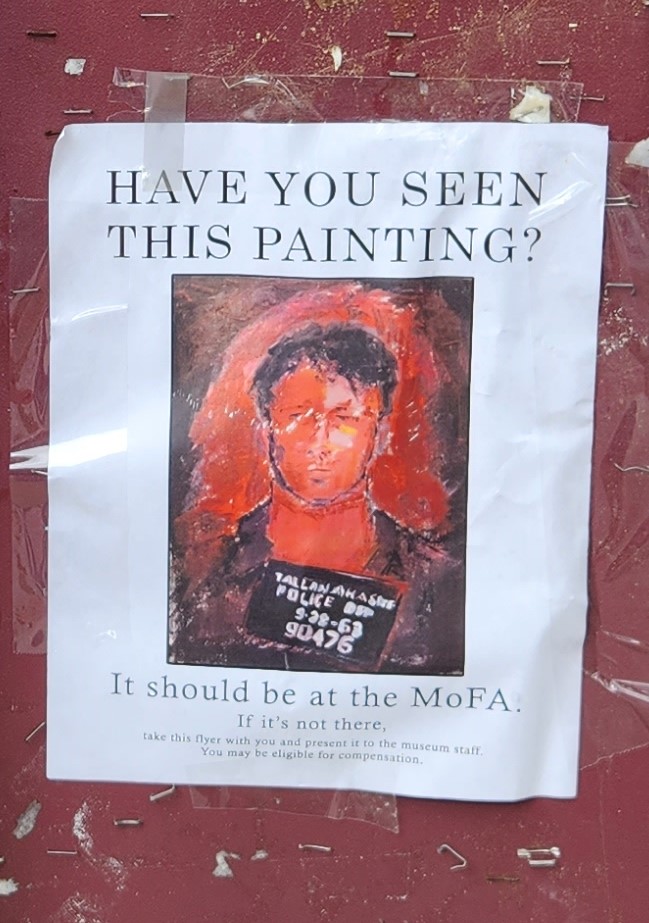 HAVE YOU SEEN
THIS PAINTING?
TALLANAHASSEE
POLICE DEP
9-28-63
90476
It should be at the MoFA.
If it's not there,
take this flyer with you and present it to the museum staff.
You may be eligible for compensation.